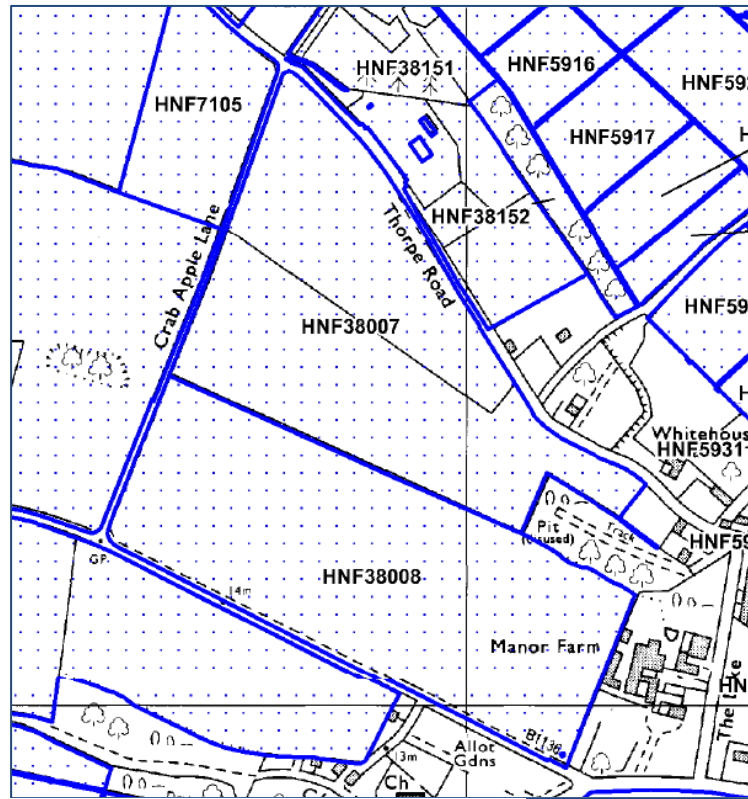 HNF38151
HNF5916
HNF7105
HNF5917
HNF38152
Thorpe Road
Crab Apple Lane
HNF38007
HNF5931
Pit
(disused)
Track
GP
HNF38008
14m
Manor Farm
B1136
Allot
Gdns
13m
Ch